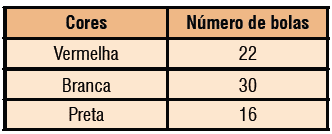 Cores Número de bolas
Vermelha 22
Branca 30
Preta 16